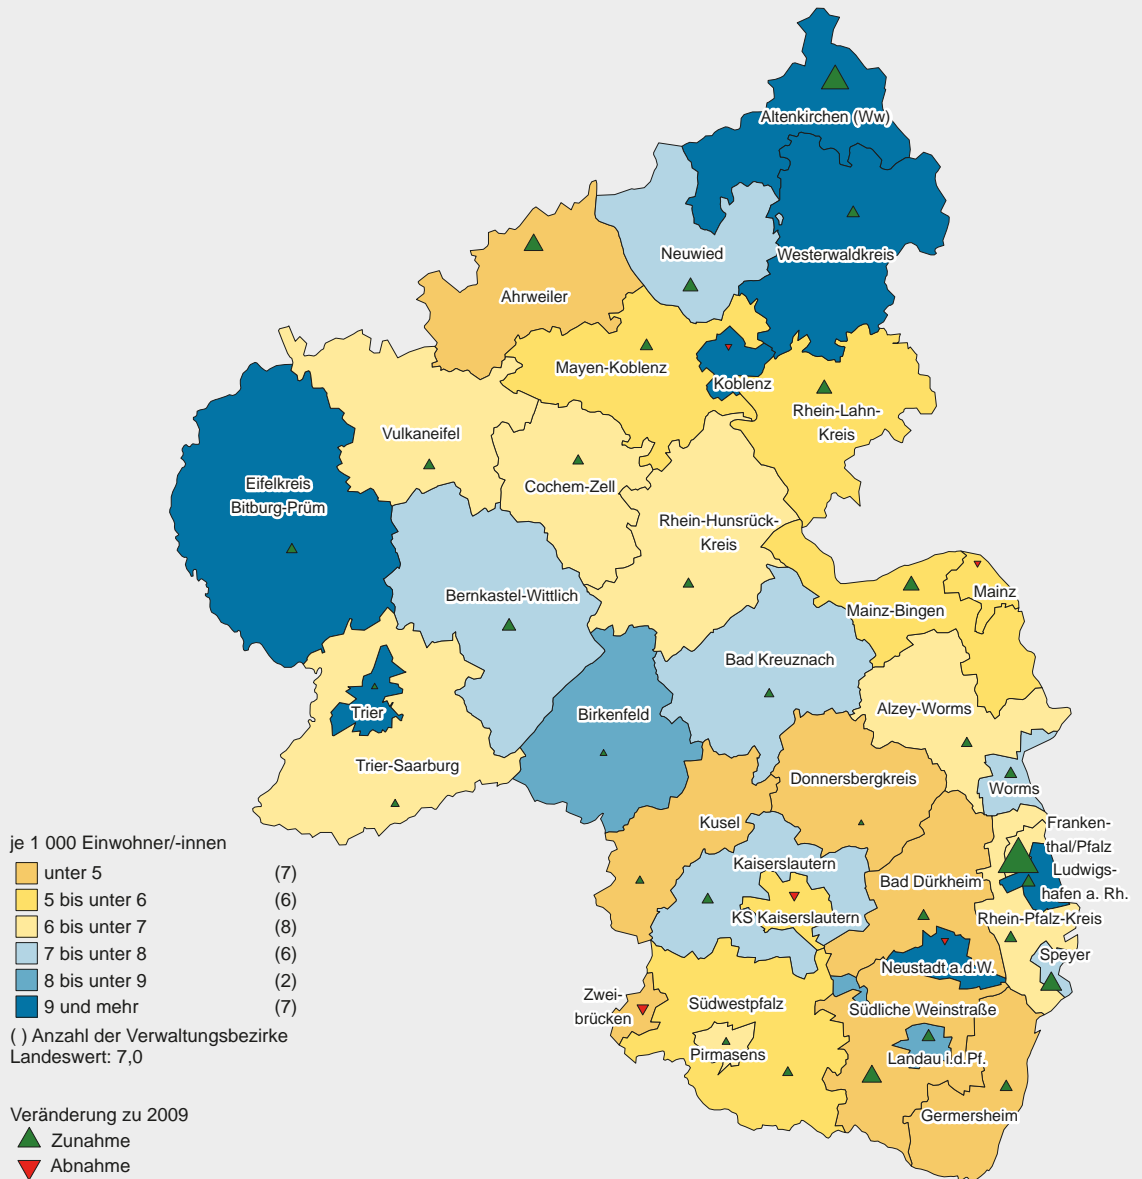 Altenkirchen (Ww)
Neuwied
Westerwaldkreis
Ahrweiler
Mayen-Koblenz
Koblenz
Rhein-Lahn-
Kreis
Vulkaneifel
Cochem-Zell
Eifelkreis
Bitburg-Prüm
Rhein-Hunsrück-
Kreis
Bernkastel-Wittlich
Mainz
Mainz-Bingen
Bad Kreuznach
Alzey-Worms
Trier
Birkenfeld
Trier-Saarburg
Donnersbergkreis
Worms
Kusel
Franken-
thal/Pfalz
Kaiserslautern
Ludwigs-
hafen a. Rh.
Bad Dürkheim
KS Kaiserslautern
Rhein-Pfalz-Kreis
Speyer
Neustadt a.d.W.
Zwei-
brücken
Südwestpfalz
Südliche Weinstraße
Pirmasens
Landau i.d.Pf.
Germersheim
je 1 000 Einwohner/-innen
unter 5 (7)
5 bis unter 6 (6)
6 bis unter 7 (8)
7 bis unter 8 (6)
8 bis unter 9 (2)
9 und mehr (7)
( ) Anzahl der Verwaltungsbezirke
Landeswert: 7,0
Veränderung zu 2009
Zunahme
Abnahme